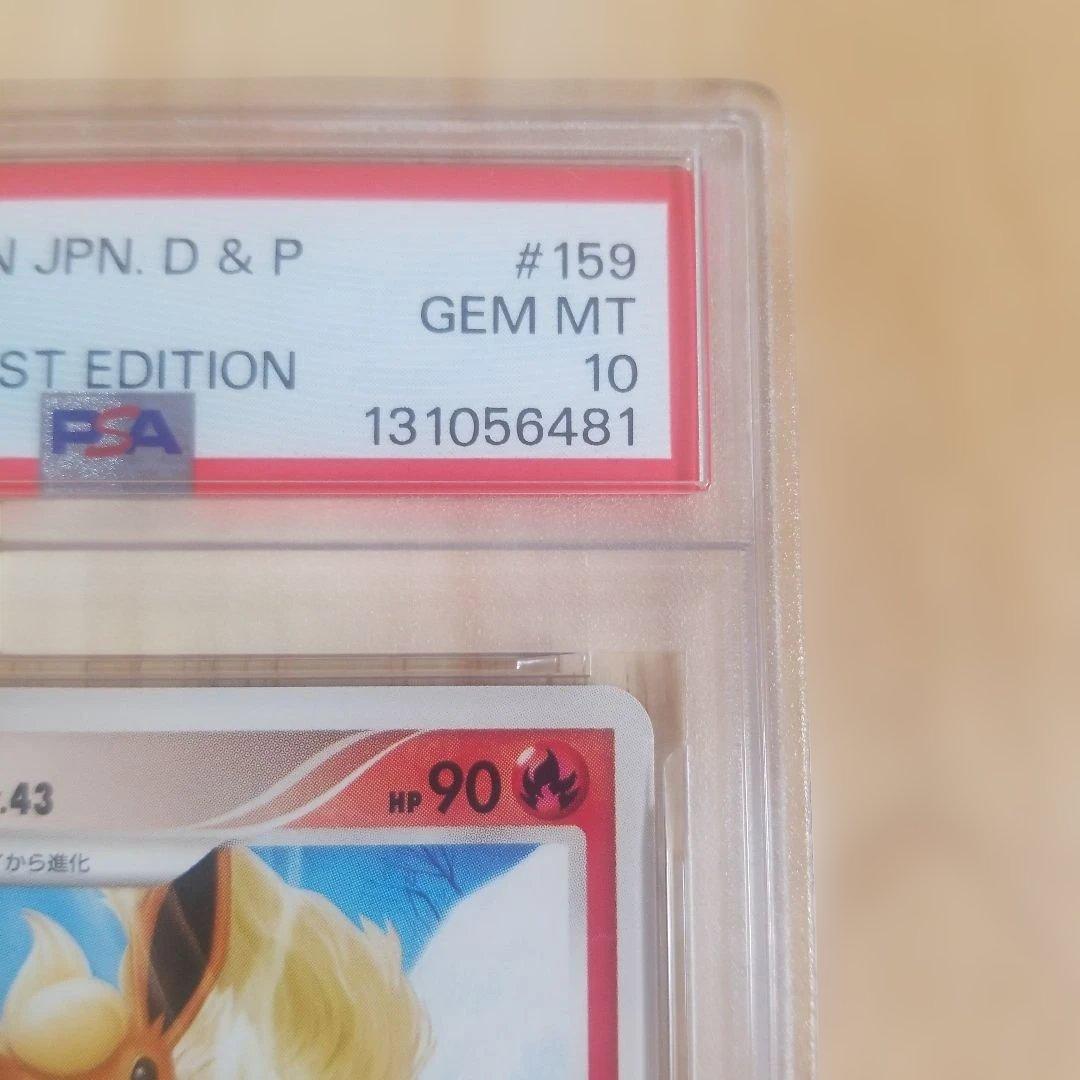 N JPN. D & P #159
GEM MT
ST EDITION 10
PSA 131056481
.43 HP 90
から進化